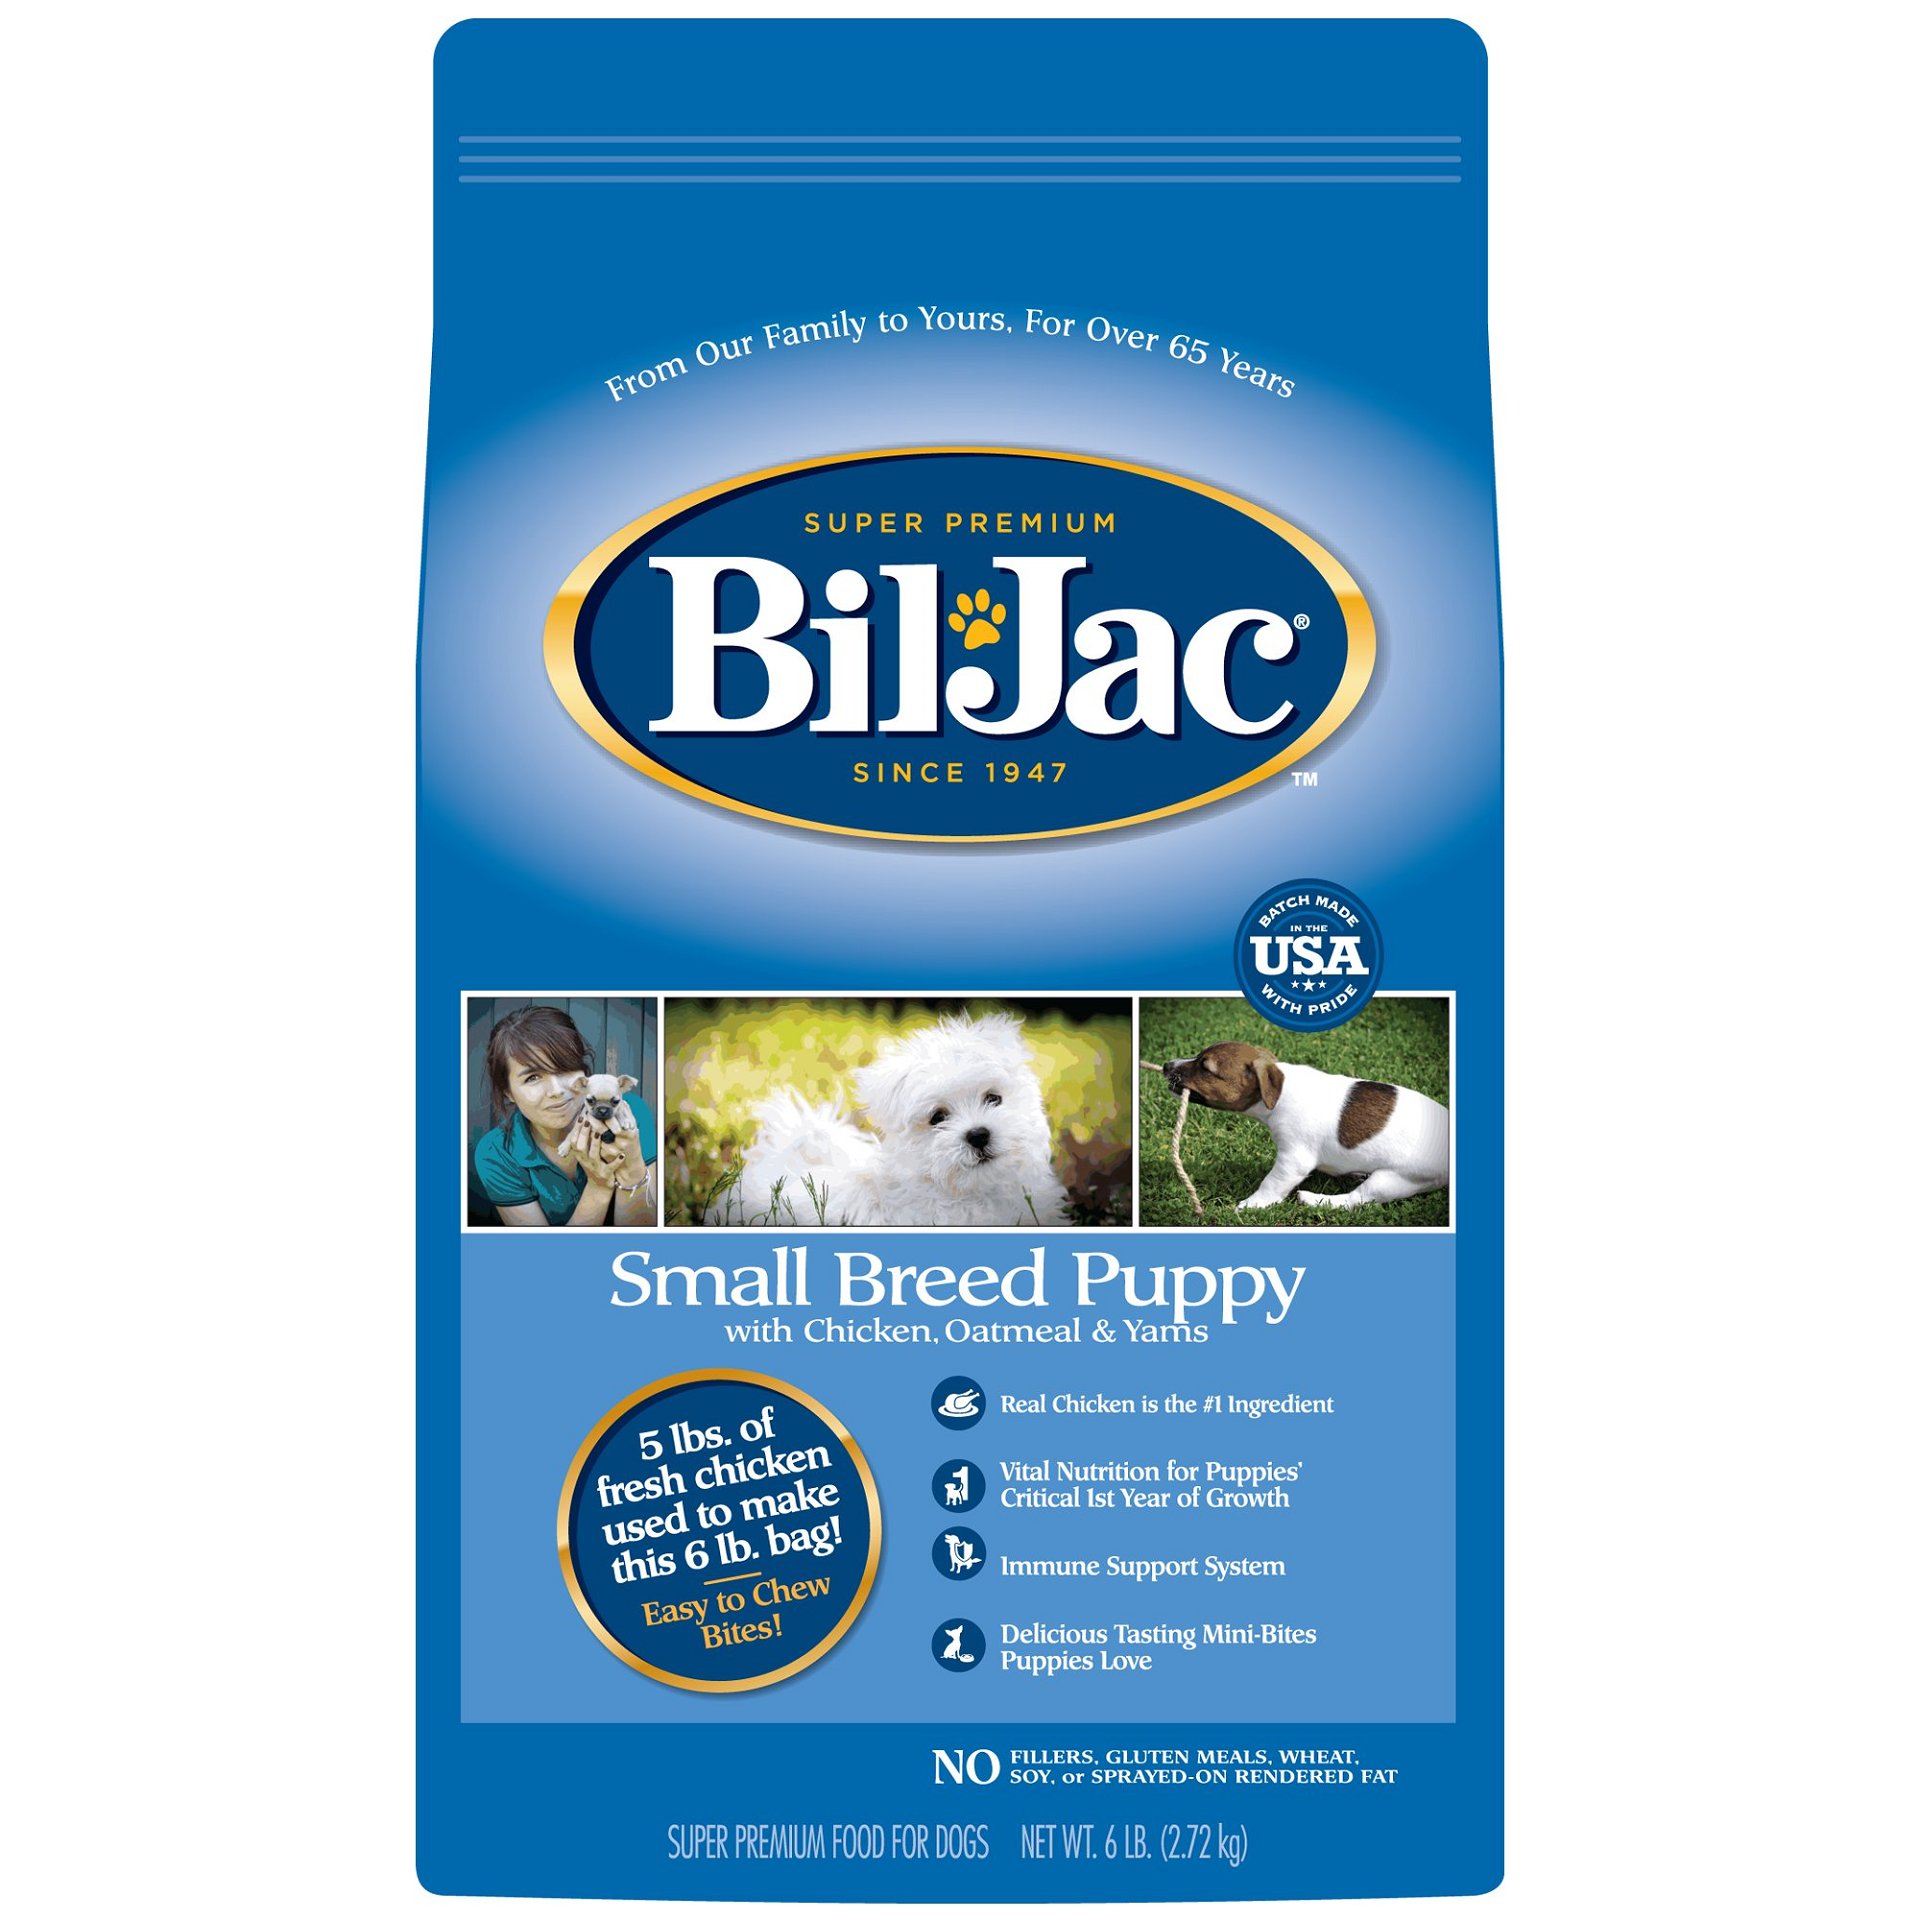 From Our Family to Yours, For Over 65 Years
SUPER PREMIUM
Bil Jac®
SINCE 1947
TM
BATCH MADE
IN THE
USA
WITH PRIDE
Small Breed Puppy
with Chicken, Oatmeal & Yams
5 lbs. of
fresh chicken
used to make
this 6 lb. bag!
Easy to Chew
Bites!
Real Chicken is the #1 Ingredient
1
Vital Nutrition for Puppies'
Critical 1st Year of Growth
Immune Support System
Delicious Tasting Mini-Bites
Puppies Love
NO FILLERS, GLUTEN MEALS, WHEAT,
SOY, or SPRAYED-ON RENDERED FAT
SUPER PREMIUM FOOD FOR DOGS NET WT. 6 LB. (2.72 kg)